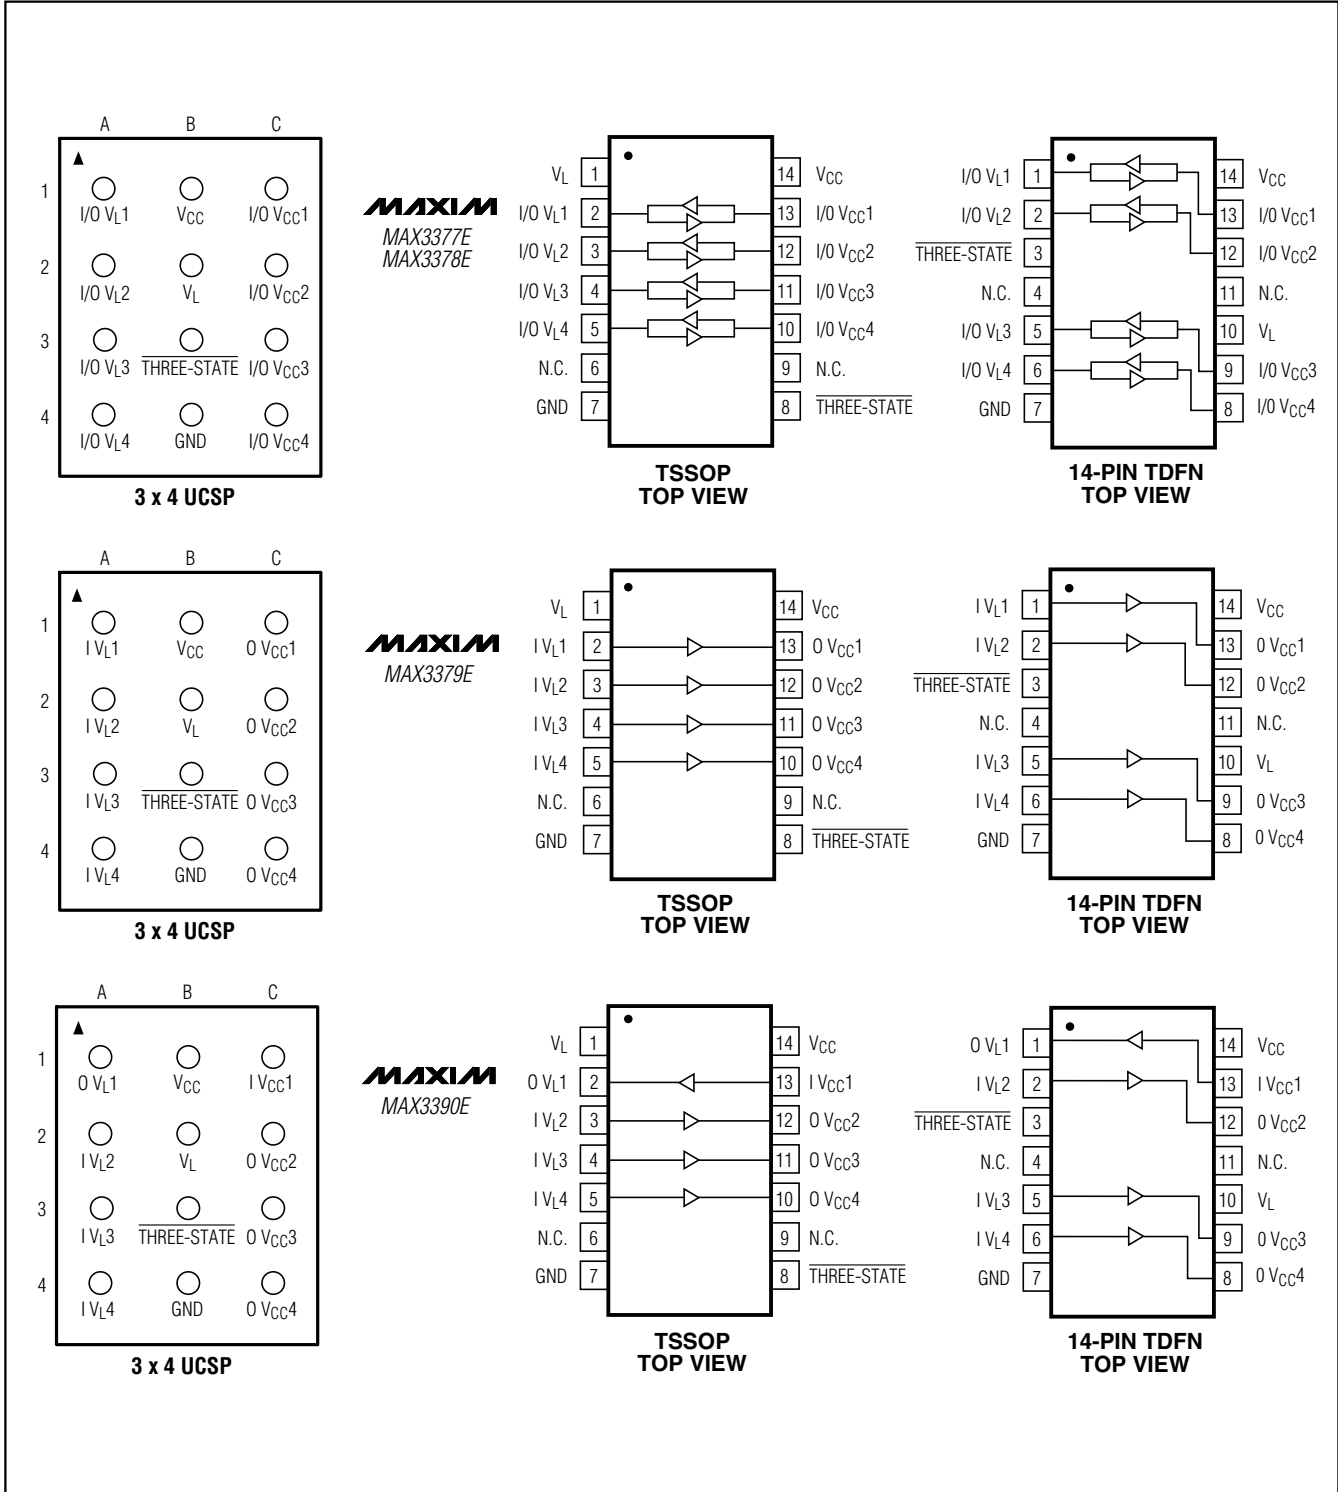 A B C
1 2 3 4
I/O VL1 VCC I/O VCC1
I/O VL2 VL I/O VCC2
I/O VL3 THREE-STATE I/O VCC3
I/O VL4 GND I/O VCC4
3 x 4 UCSP
MAXIM
MAX3377E
MAX3378E
VL 1 14 VCC
I/O VL1 2 13 I/O VCC1
I/O VL2 3 12 I/O VCC2
I/O VL3 4 11 I/O VCC3
I/O VL4 5 10 I/O VCC4
N.C. 6 9 N.C.
GND 7 8 THREE-STATE
TSSOP
TOP VIEW
I/O VL1 1 14 VCC
I/O VL2 2 13 I/O VCC1
THREE-STATE 3 12 I/O VCC2
N.C. 4 11 N.C.
I/O VL3 5 10 VL
I/O VL4 6 9 I/O VCC3
GND 7 8 I/O VCC4
14-PIN TDFN
TOP VIEW
A B C
1 2 3 4
I VL1 VCC O VCC1
I VL2 VL O VCC2
I VL3 THREE-STATE O VCC3
I VL4 GND O VCC4
3 x 4 UCSP
MAXIM
MAX3379E
VL 1 14 VCC
I VL1 2 13 O VCC1
I VL2 3 12 O VCC2
I VL3 4 11 O VCC3
I VL4 5 10 O VCC4
N.C. 6 9 N.C.
GND 7 8 THREE-STATE
TSSOP
TOP VIEW
I VL1 1 14 VCC
I VL2 2 13 O VCC1
THREE-STATE 3 12 O VCC2
N.C. 4 11 N.C.
I VL3 5 10 VL
I VL4 6 9 O VCC3
GND 7 8 O VCC4
14-PIN TDFN
TOP VIEW
A B C
1 2 3 4
O VL1 VCC I VCC1
I VL2 VL O VCC2
I VL3 THREE-STATE O VCC3
I VL4 GND O VCC4
3 x 4 UCSP
MAXIM
MAX3390E
VL 1 14 VCC
O VL1 2 13 I VCC1
I VL2 3 12 O VCC2
I VL3 4 11 O VCC3
I VL4 5 10 O VCC4
N.C. 6 9 N.C.
GND 7 8 THREE-STATE
TSSOP
TOP VIEW
O VL1 1 14 VCC
I VL2 2 13 I VCC1
THREE-STATE 3 12 O VCC2
N.C. 4 11 N.C.
I VL3 5 10 VL
I VL4 6 9 O VCC3
GND 7 8 O VCC4
14-PIN TDFN
TOP VIEW